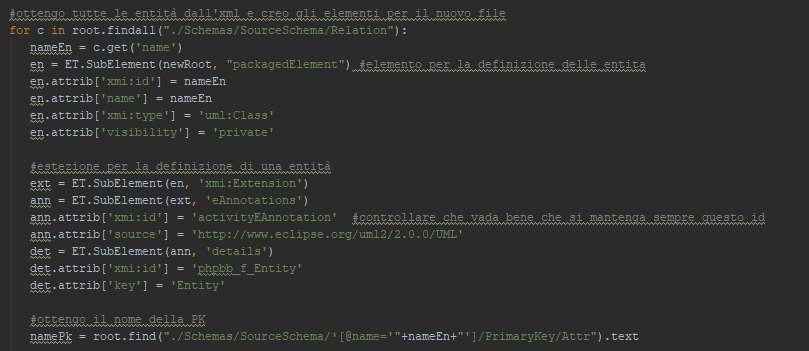 #ottengo tutte le entità dall'xml e creo gli elementi per il nuovo file
for c in root.findall("./Schemas/SourceSchema/Relation"):
nameEn = c.get('name')
en = ET.SubElement(newRoot, "packagedElement") #elemento per la definizione delle entita
en.attrib['xmi:id'] = nameEn
en.attrib['name'] = nameEn
en.attrib['xmi:type'] = 'uml:Class'
en.attrib['visibility'] = 'private'
#estezione per la definizione di una entità
ext = ET.SubElement(en, 'xmi:Extension')
ann = ET.SubElement(ext, 'eAnnotations')
ann.attrib['xmi:id'] = 'activityEAnnotation' #controllare che vada bene che si mantenga sempre questo id
ann.attrib['source'] = 'http://www.eclipse.org/uml2/2.0.0/UML'
det = ET.SubElement(ann, 'details')
det.attrib['xmi:id'] = 'phpbb_f_Entity'
det.attrib['key'] = 'Entity'
#ottengo il nome della PK
namePk = root.find("./Schemas/SourceSchema/*[@name='"+nameEn+"']/PrimaryKey/Attr").text